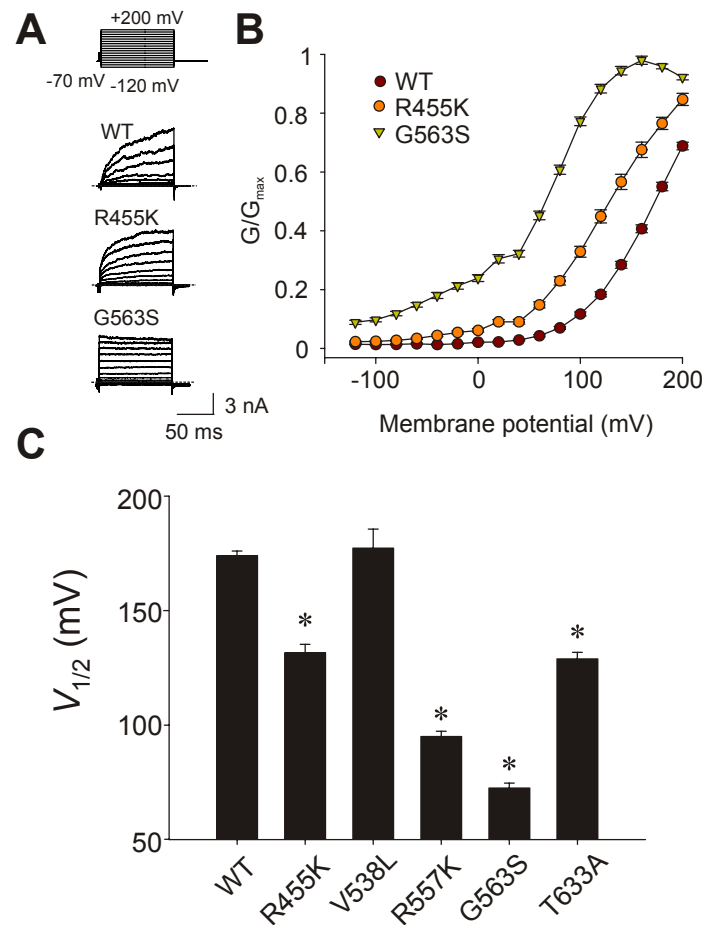 A
+200 mV
-70 mV
-120 mV
WT
R455K
G563S
3 nA
50 ms
B
1
0.8
0.6
0.4
0.2
0
G/Gmax
WT
R455K
G563S
-100
0
100
200
Membrane potential (mV)
C
200
150
100
50
V1/2 (mV)
*
*
*
*
WT
R455K
V538L
R557K
G563S
T633A